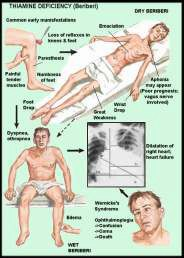 THIAMINE DEFICIENCY (Beriberi)
Common early manifestations
DRY BERIBERI
Emaciation
Loss of reflexes in
knees & feet
Paresthesia
Painful
tender
muscles
Numbness of
feet
Aphonia
may appear
(Poor prognosis:
vagus nerve
involved)
Foot
Drop
Wrist
Drop
Great
Weakness
Dyspnea,
orthopnea
Dilatation of
right heart,
heart failure
Wernicke's
Syndrome
Edema
Confusion
Coma
Death
WET
BERIBERI